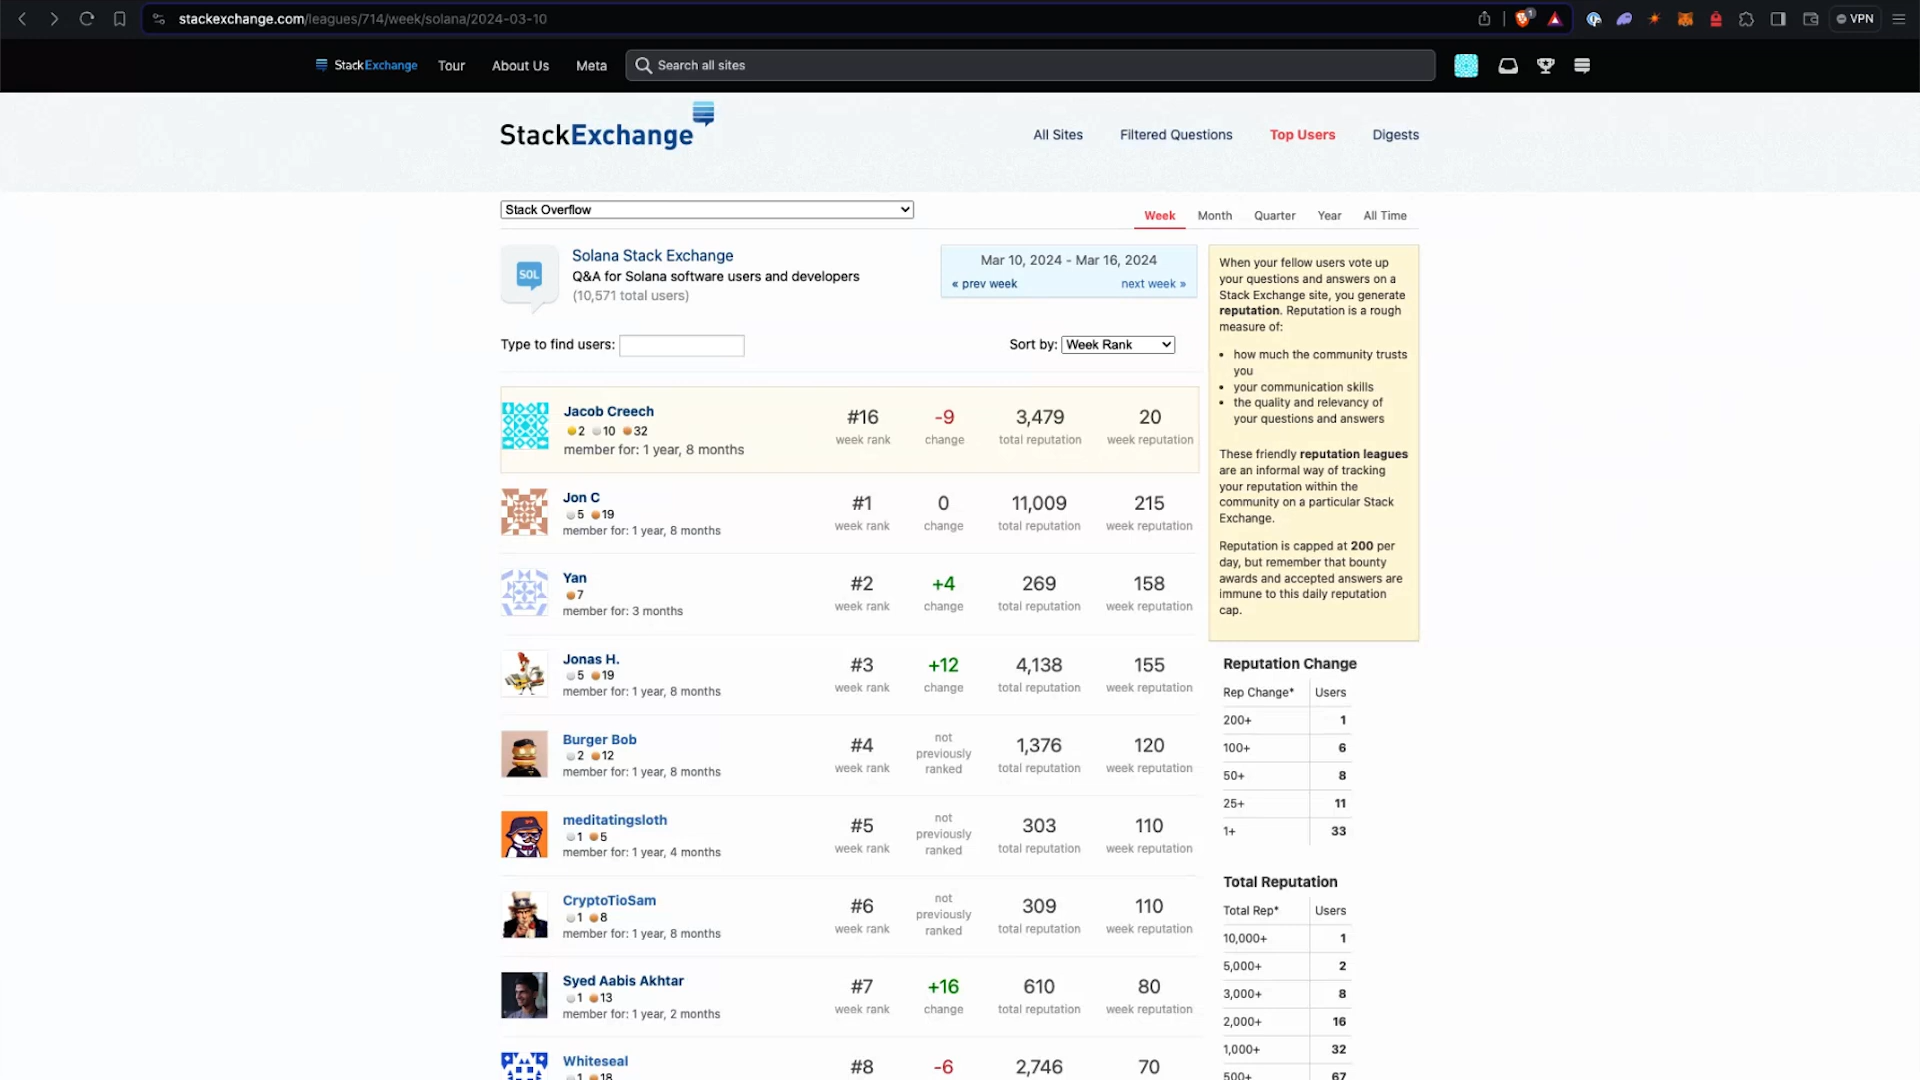 stackexchange.com/leagues/714/week/solana/2024-03-10
1
VPN
StackExchange
Tour
About Us
Meta
Search all sites
StackExchange
All Sites
Filtered Questions
Top Users
Digests
Stack Overflow
Week
Month
Quarter
Year
All Time
SOL
Solana Stack Exchange
Q&A for Solana software users and developers
(10,571 total users)
Mar 10, 2024 - Mar 16, 2024
« prev week
next week »
Type to find users:
Sort by: Week Rank
Jacob Creech
2 10 32
member for: 1 year, 8 months
#16 -9 3,479 20
week rank change total reputation week reputation
Jon C
5 19
member for: 1 year, 8 months
#1 0 11,009 215
week rank change total reputation week reputation
Yan
7
member for: 3 months
#2 +4 269 158
week rank change total reputation week reputation
Jonas H.
5 19
member for: 1 year, 8 months
#3 +12 4,138 155
week rank change total reputation week reputation
Burger Bob
2 12
member for: 1 year, 8 months
#4 1,376 120
week rank total reputation week reputation
not
previously
ranked
meditatingsloth
1 5
member for: 1 year, 4 months
#5 303 110
week rank total reputation week reputation
not
previously
ranked
CryptoTioSam
1 8
member for: 1 year, 8 months
#6 309 110
week rank total reputation week reputation
not
previously
ranked
Syed Aabis Akhtar
1 13
member for: 1 year, 2 months
#7 +16 610 80
week rank change total reputation week reputation
Whiteseal
1 18
#8 -6 2,746 70
When your fellow users vote up
your questions and answers on a
Stack Exchange site, you generate
reputation. Reputation is a rough
measure of:
how much the community trusts
you
your communication skills
the quality and relevancy of
your questions and answers
These friendly reputation leagues
are an informal way of tracking
your reputation within the
community on a particular Stack
Exchange.
Reputation is capped at 200 per
day, but remember that bounty
awards and accepted answers are
immune to this daily reputation
cap.
Reputation Change
Rep Change* Users
200+ 1
100+ 6
50+ 8
25+ 11
1+ 33
Total Reputation
Total Rep* Users
10,000+ 1
5,000+ 2
3,000+ 8
2,000+ 16
1,000+ 32
500+ 67